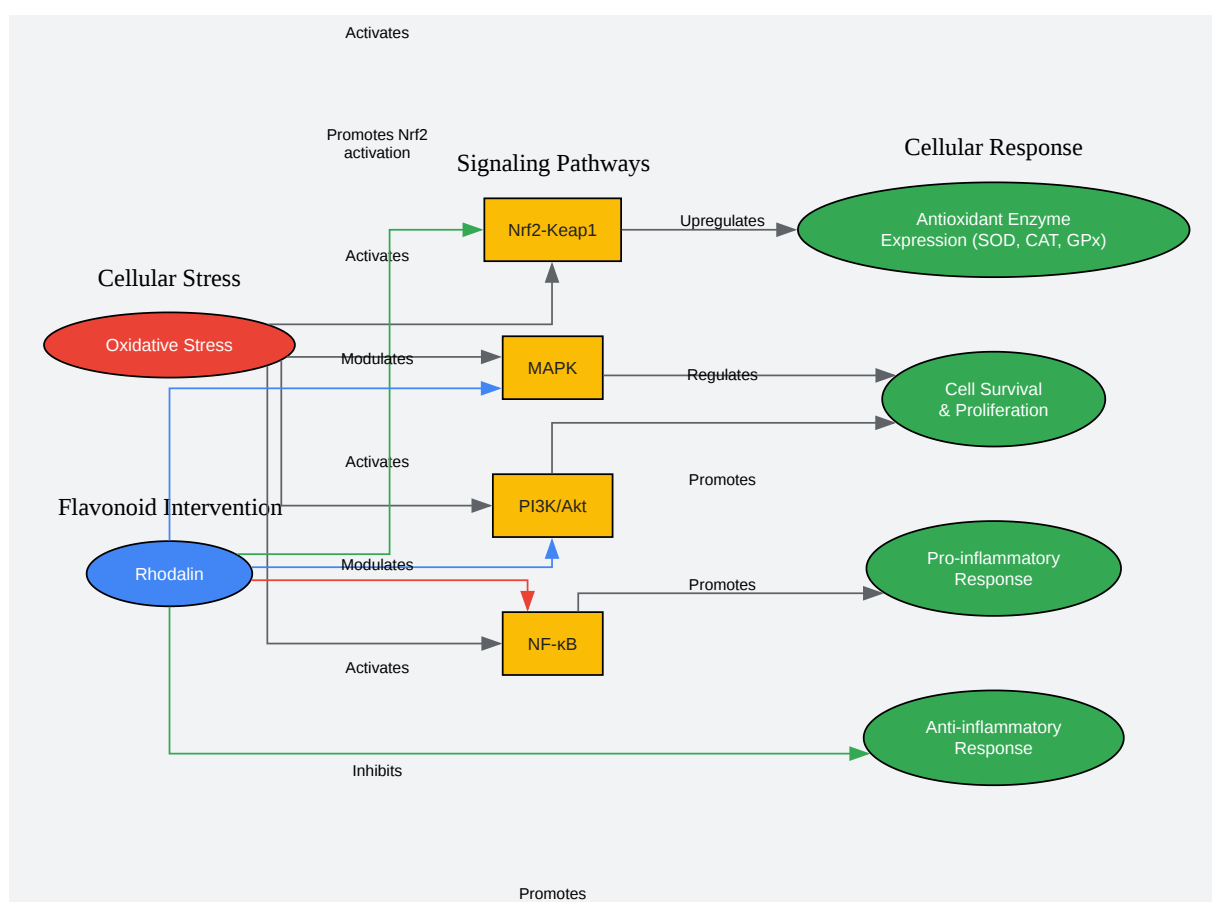 Activates
Promotes Nrf2
activation
Signaling Pathways
Cellular Response
Nrf2-Keap1
Upregulates
Antioxidant Enzyme
Expression (SOD, CAT, GPx)
Activates
Cellular Stress
Oxidative Stress
Modulates
MAPK
Regulates
Cell Survival
& Proliferation
Activates
Promotes
Flavonoid Intervention
PI3K/Akt
Rhodalin
Modulates
Promotes
Pro-inflammatory
Response
NF-κB
Activates
Anti-inflammatory
Response
Inhibits
Promotes